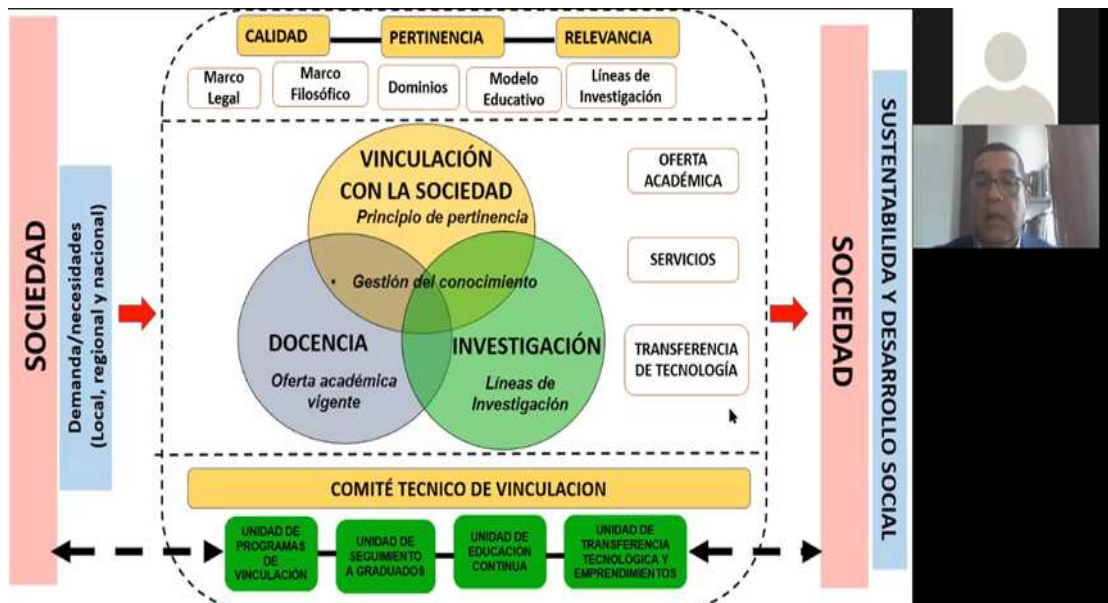 CALIDAD
PERTINENCIA
RELEVANCIA
Marco
Legal
Marco
Filosófico
Dominios
Modelo
Educativo
Líneas de
Investigación
SOCIEDAD
Demanda/necesidades
(Local, regional y nacional)
VINCULACIÓN
CON LA SOCIEDAD
Principio de pertinencia
• Gestión del conocimiento
DOCENCIA
Oferta académica
vigente
INVESTIGACIÓN
Líneas de
Investigación
OFERTA
ACADÉMICA
SERVICIOS
TRANSFERENCIA
DE TECNOLOGÍA
SOCIEDAD
SUSTENTABILIDA Y DESARROLLO SOCIAL
COMITÉ TECNICO DE VINCULACION
UNIDAD DE
PROGRAMAS
DE
VINCULACIÓN
UNIDAD DE
SEGUIMIENTO
A GRADUADOS
UNIDAD DE
EDUCACIÓN
CONTINUA
UNIDAD DE
TRANSFERENCIA
TECNOLÓGICA Y
EMPRENDIMIENTOS